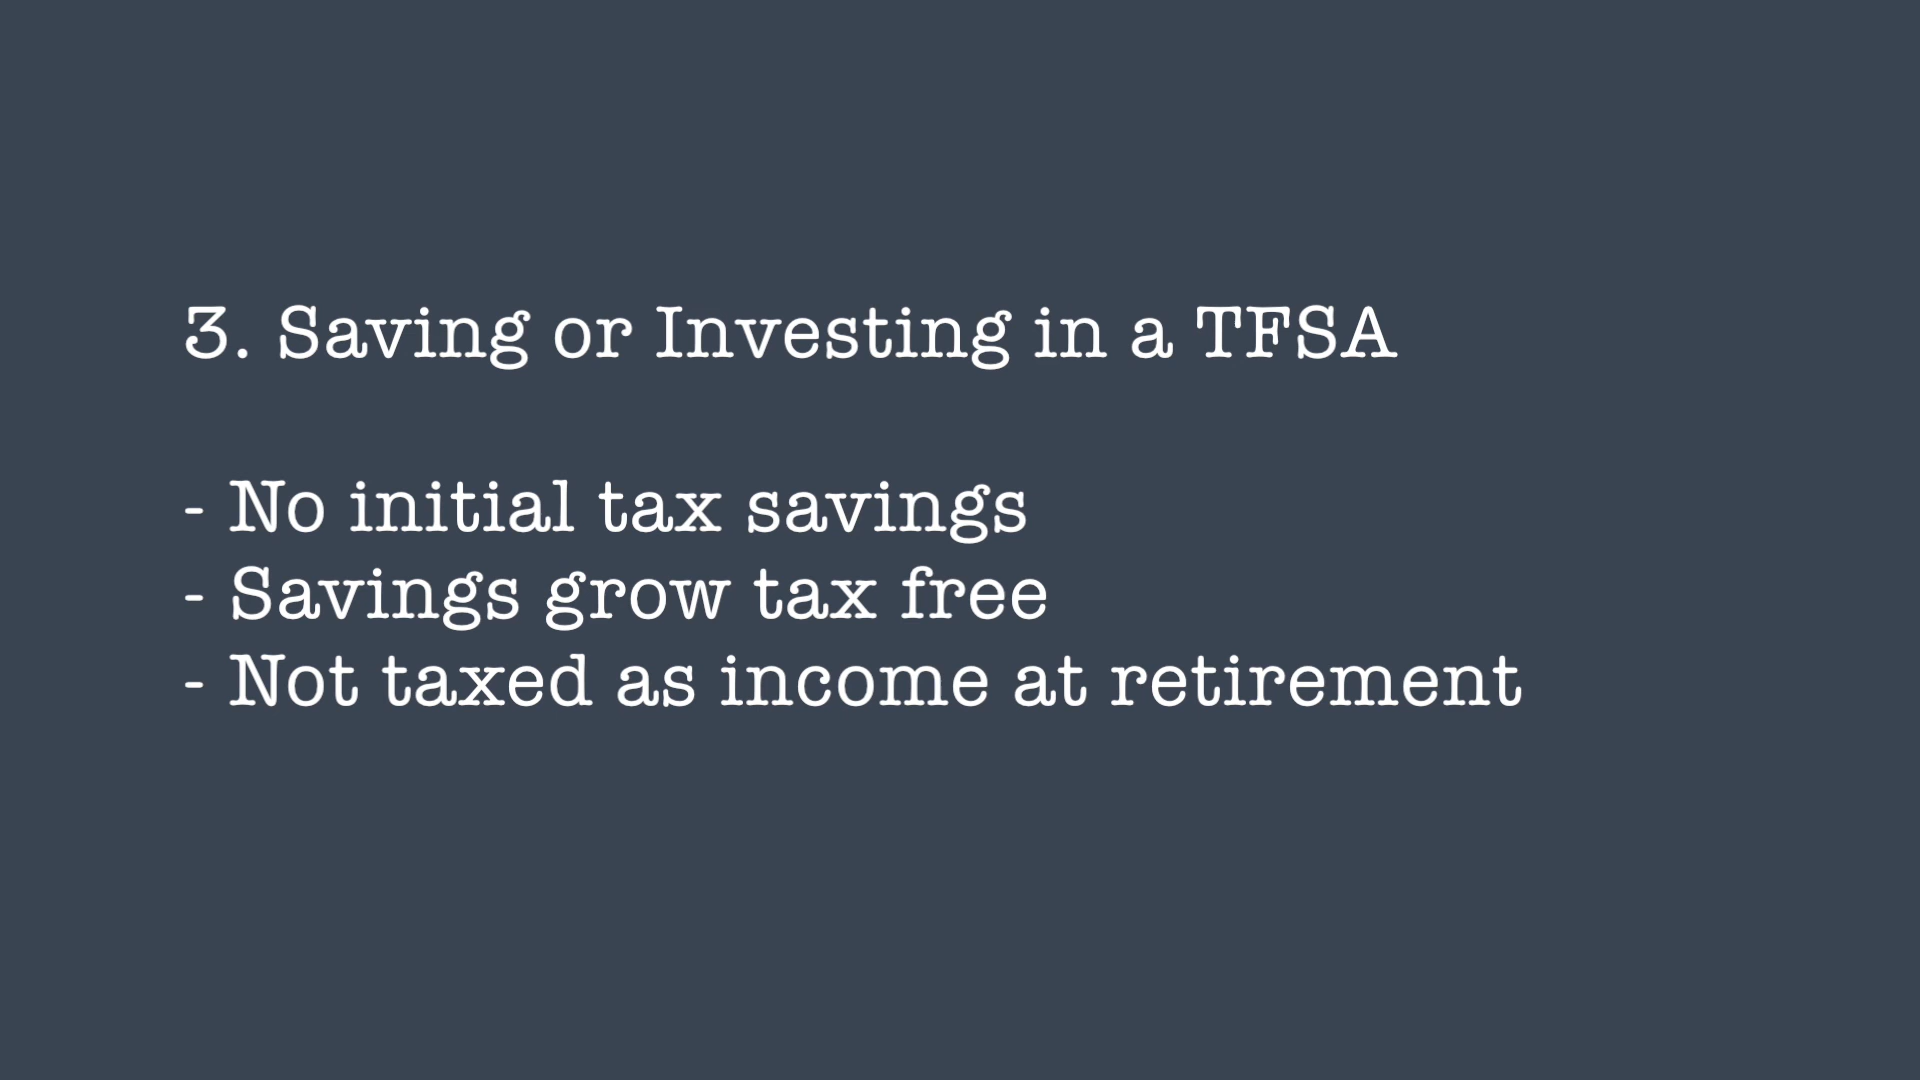 3. Saving or Investing in a TFSA
- No initial tax savings
- Savings grow tax free
- Not taxed as income at retirement